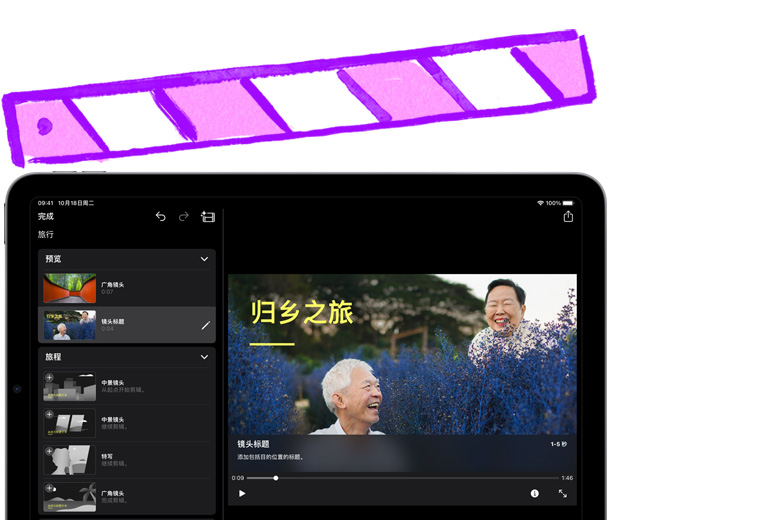 09:41 10月18日周二
100%
完成
旅行
预览
广角镜头
0:07
镜头标题
0:04
旅程
中景镜头
从起点开始剪辑。
中景镜头
继续剪辑。
特写
继续剪辑。
广角镜头
完成剪辑。
归乡之旅
镜头标题
1-5 秒
添加包括目的位置的标题。
0:09
1:46